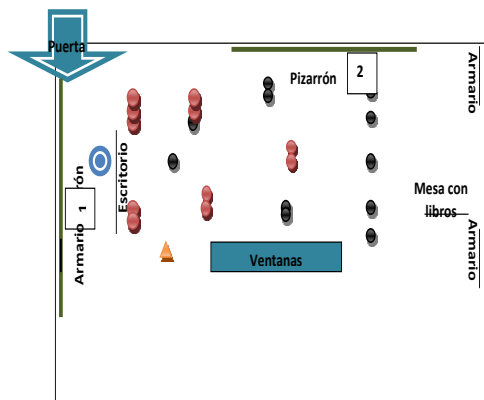 Puerta
Pizarrón
2
Armario
Escritorio
1
Armario
Mesa con
libros
Armario
Ventanas